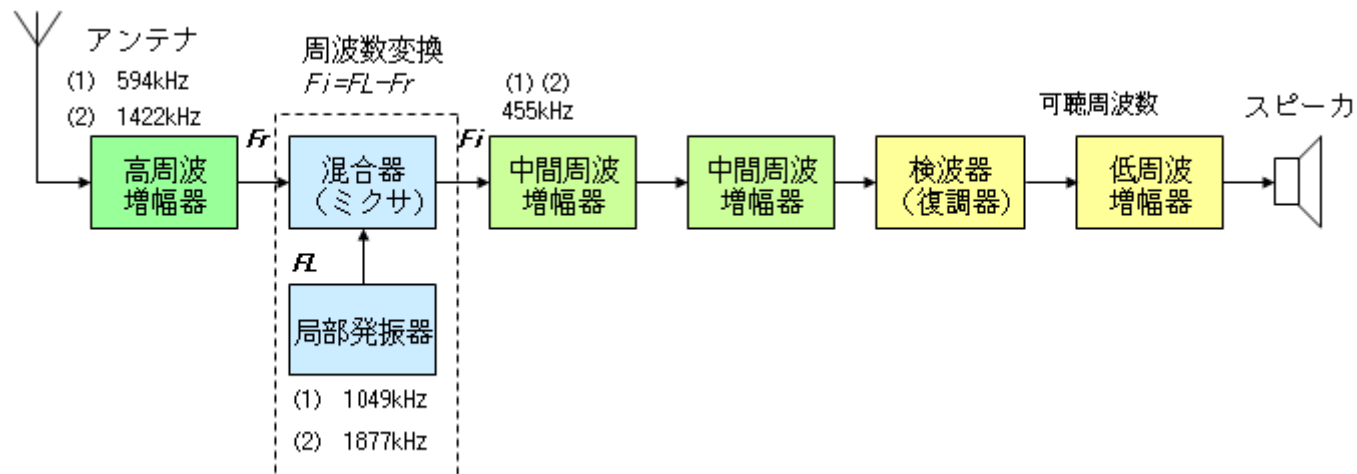 アンテナ
(1) 594kHz
(2) 1422kHz
周波数変換
Fi=FL-Fr
(1) (2)
455kHz
可聴周波数
スピーカ
Fr
Fi
高周波
増幅器
混合器
(ミクサ)
中間周波
増幅器
中間周波
増幅器
検波器
(復調器)
低周波
増幅器
FL
局部発振器
(1) 1049kHz
(2) 1877kHz